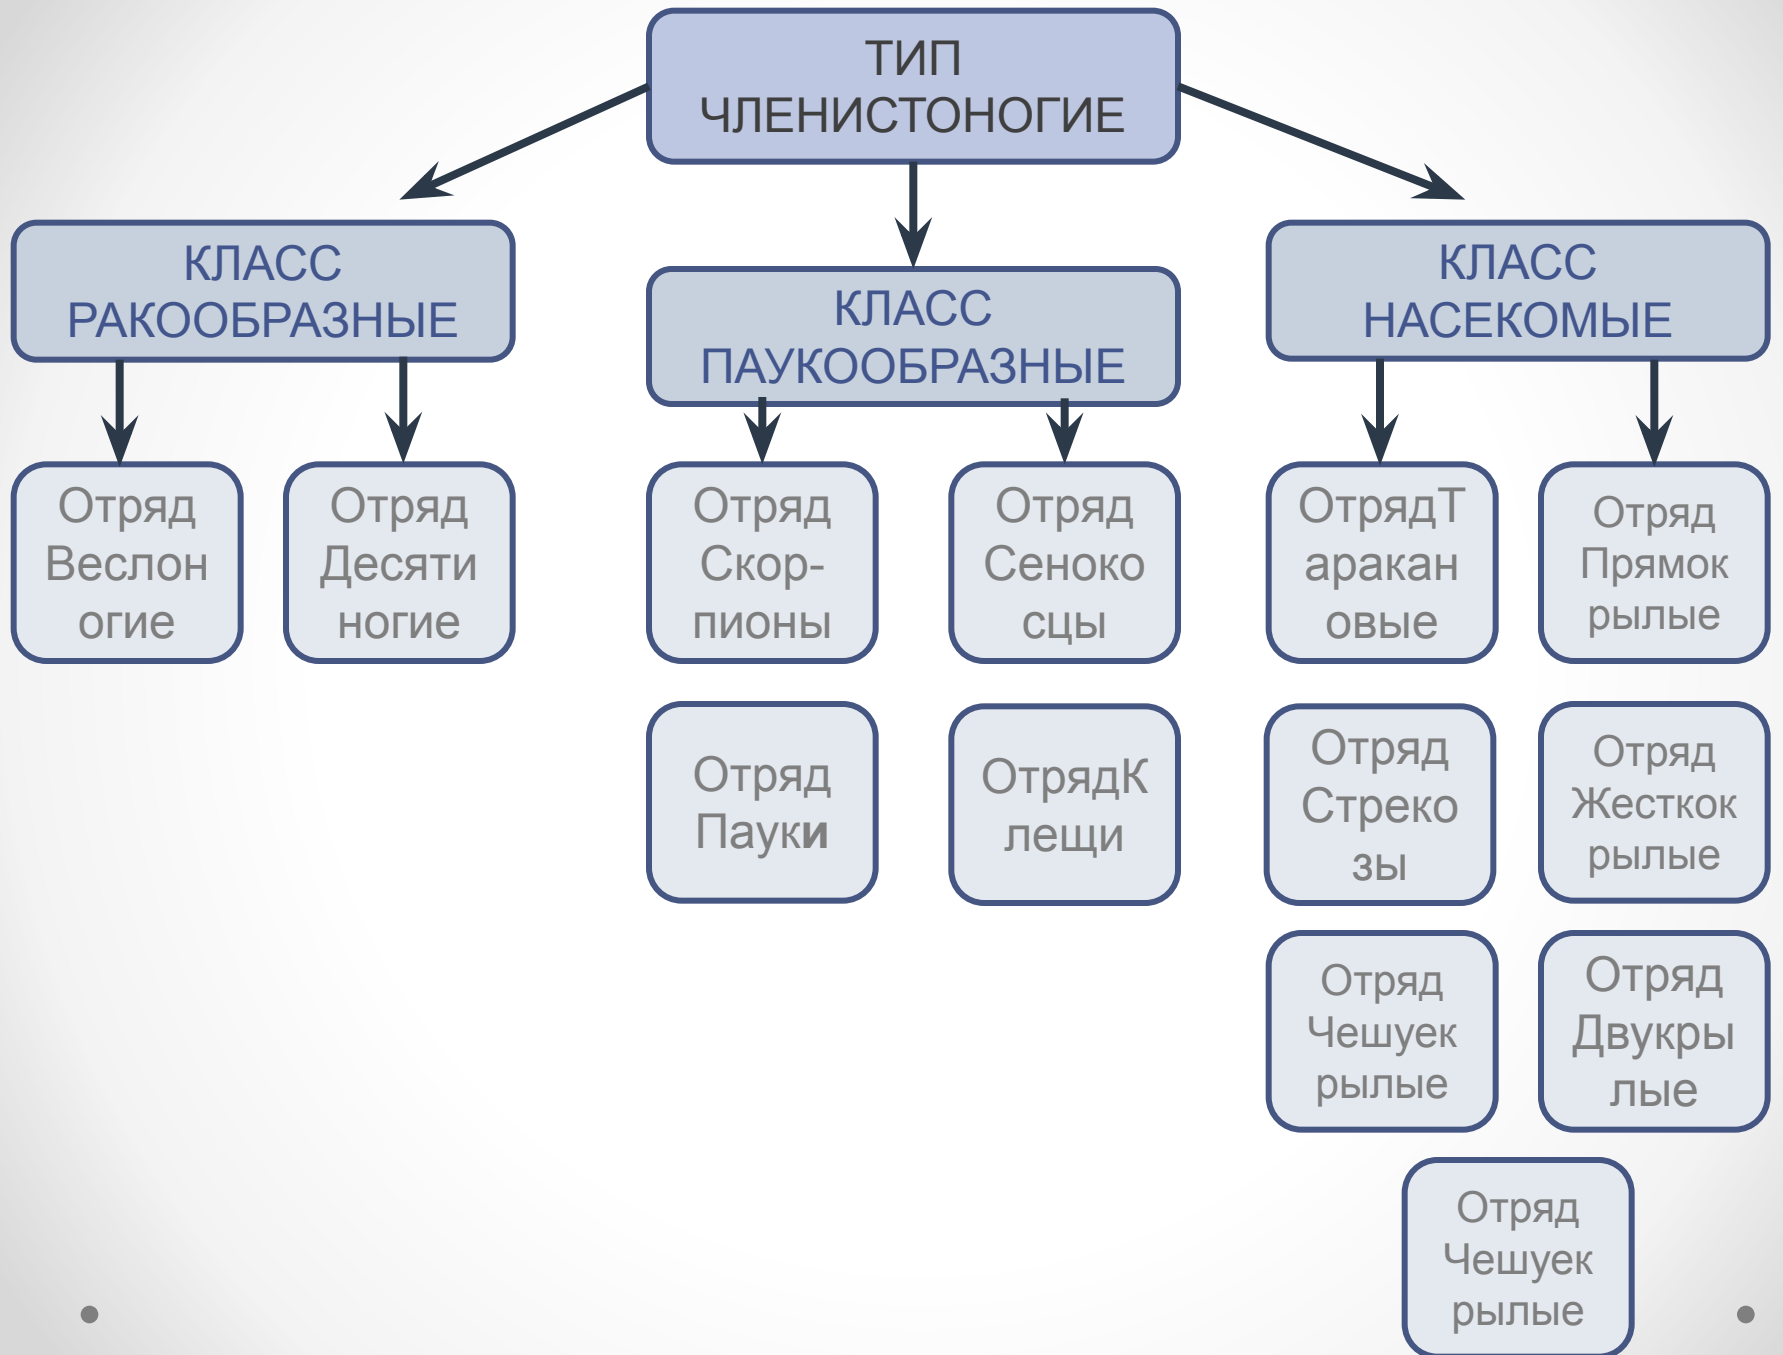 ТИП
ЧЛЕНИСТОНОГИЕ
КЛАСС
РАКООБРАЗНЫЕ
КЛАСС
ПАУКООБРАЗНЫЕ
КЛАСС
НАСЕКОМЫЕ
Отряд
Веслон
огие
Отряд
Десяти
ногие
Отряд
Скор-
пионы
Отряд
Сеноко
сцы
ОтрядТ
аракан
овые
Отряд
Прямок
рылые
Отряд
Пауки
ОтрядК
лещи
Отряд
Стреко
зы
Отряд
Жесткок
рылые
Отряд
Чешуек
рылые
Отряд
Двукры
лые
Отряд
Чешуек
рылые